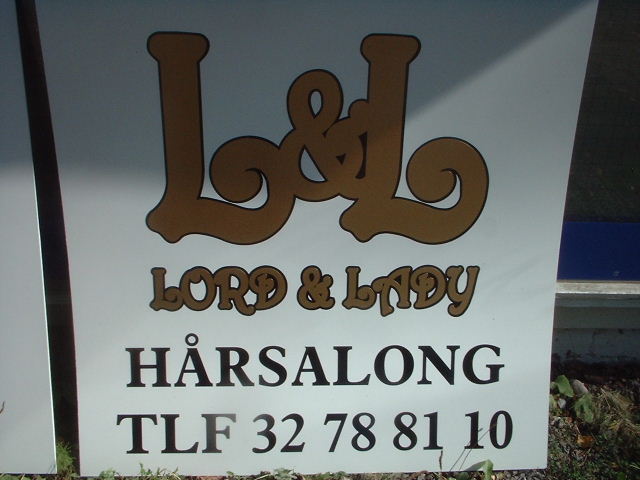 L&L
LORD & LADY
HÅRSALONG
TLF 32 78 81 10